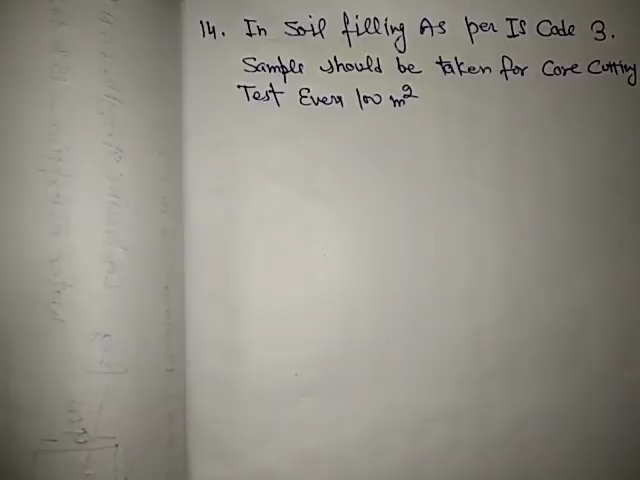 14. In Soil filling As per IS Code 3.
Sample should be taken for Core Cutting
Test Every 100 m²